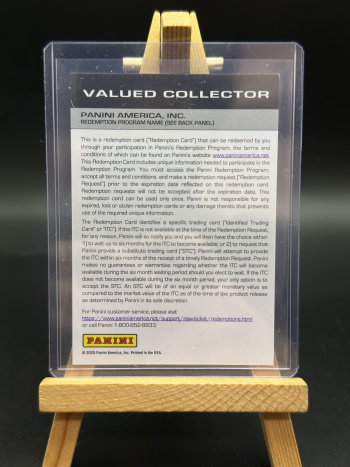 VALUED COLLECTOR
PANINI AMERICA, INC.
REDEMPTION PROGRAM NAME (SEE BACK PANEL)
This is a redemption card ("Redemption Card") that can be redeemed by you
through your participation in Panini's Redemption Program, the terms and
conditions of which can be found on Panini's website www.paniniamerica.net.
This Redemption Card includes unique information needed to participate in the
Redemption Program. You must access the Panini Redemption Program,
accept all terms and conditions, and make a redemption request ("Redemption
Request") prior to the expiration date reflected on this redemption card.
Redemption requests will not be accepted after the expiration date. This
redemption card can be used only once. Panini is not responsible for any
expired, lost or stolen redemption cards or any damage thereto that prevents
use of the required unique information.
The Redemption Card identifies a specific trading card ("Identified Trading
Card" or "ITC"). If the ITC is not available at the time of the Redemption Request,
for any reason, Panini will so notify you and you will then have the choice either:
1) to wait up to six months for the ITC to become available; or 2) to request that
Panini provide a substitute trading card ("STC"). Panini will attempt to provide
the ITC within six months of the receipt of a timely Redemption Request. Panini
makes no guarantees or warranties regarding whether the ITC will become
available during the six month waiting period should you elect to wait. If the ITC
does not become available during the six month period, your only option is to
accept the STC. An STC will be of an equal or greater monetary value as
compared to the market value of the ITC as of the time of the product release
as determined by Panini in its sole discretion.
For Panini customer service, please visit
https://www.paniniamerica.net/support/newticket/redemptions.html
or call Panini 1-800-852-8833.
PANINI
© 2020 Panini America, Inc. Printed in the USA.